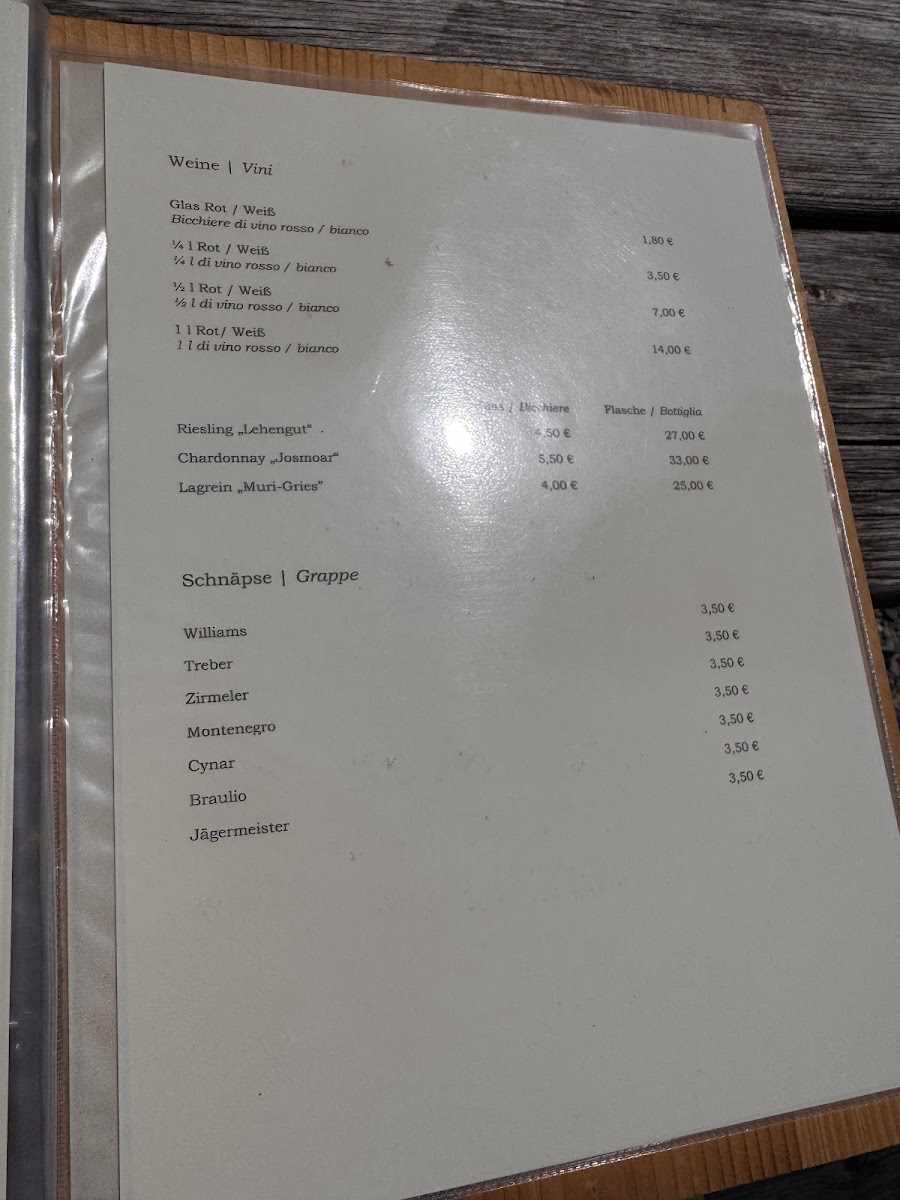 Weine | Vini
Glas Rot / Weiß
Bicchiere di vino rosso / bianco 1,80 €
¼ l Rot / Weiß
¼ l di vino rosso / bianco 3,50 €
½ l Rot / Weiß
½ l di vino rosso / bianco 7,00 €
1 l Rot/ Weiß
1 l di vino rosso / bianco 14,00 €
/ Bicchiere Flasche / Bottiglia
Riesling „Lehengut“ 4,50 € 27,00 €
Chardonnay „Josmoar“ 5,50 € 33,00 €
Lagrein „Muri-Gries” 4,00 € 25,00 €
Schnäpse | Grappe
Williams 3,50 €
Treber 3,50 €
Zirmeler 3,50 €
Montenegro 3,50 €
Cynar 3,50 €
Braulio 3,50 €
Jägermeister 3,50 €